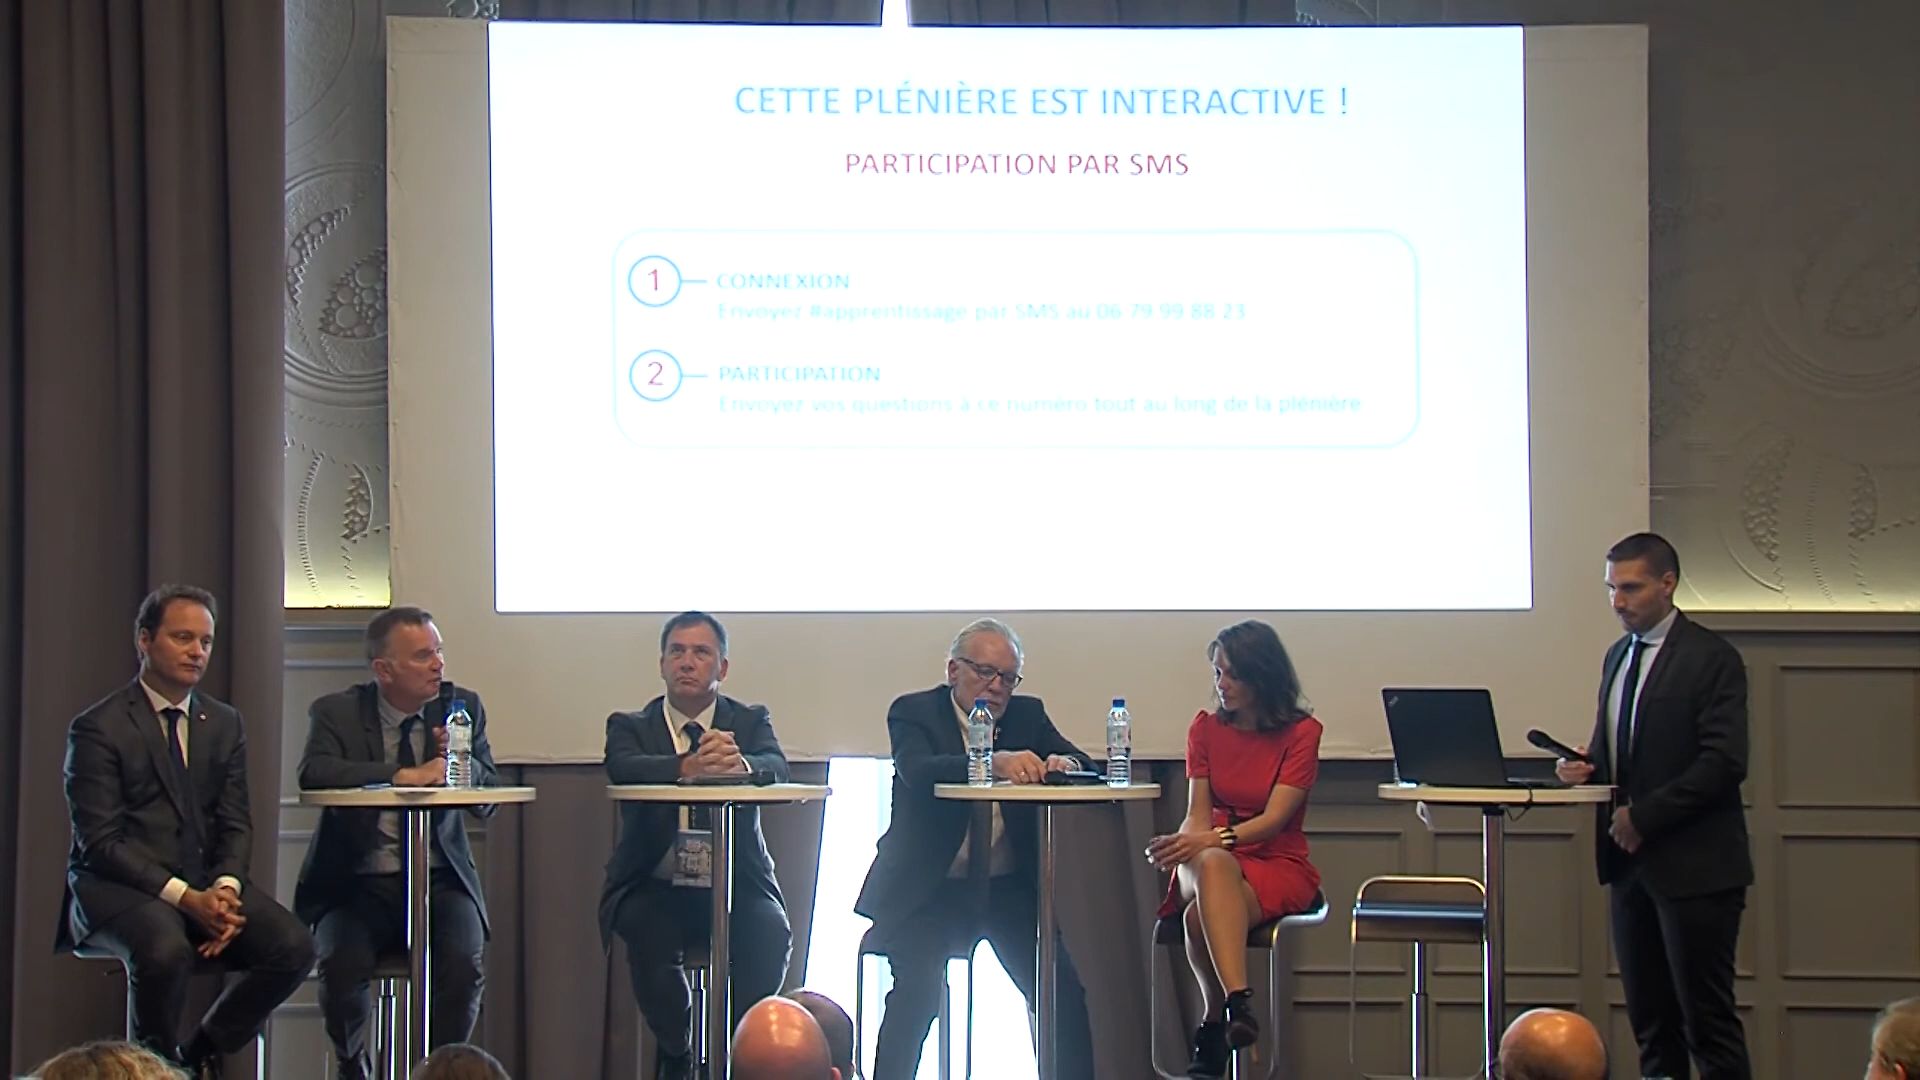 CETTE PLÉNIÈRE EST INTERACTIVE !
PARTICIPATION PAR SMS
1 CONNEXION
Envoyez #apprentissage par SMS au 06 79 99 88 23
2 PARTICIPATION
Envoyez vos questions à ce numéro tout au long de la plénière